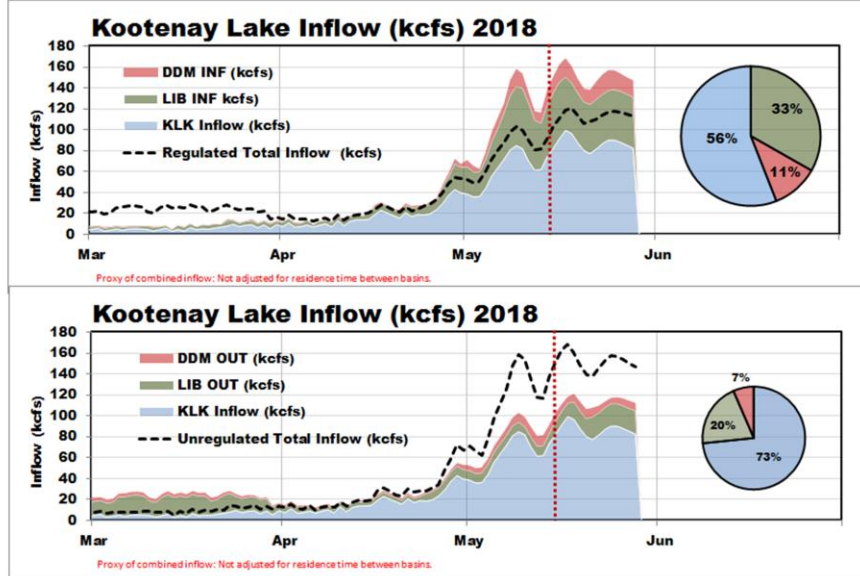 Kootenay Lake Inflow (kcfs) 2018
180
160
140
120
100
80
60
40
20
0
Inflow (kcfs)
DDM INF (kcfs)
LIB INF kcfs)
KLK Inflow (kcfs)
Regulated Total Inflow (kcfs)
33%
56%
11%
Mar Apr May Jun
Proxy of combined inflow: Not adjusted for residence time between basins.
Kootenay Lake Inflow (kcfs) 2018
180
160
140
120
100
80
60
40
20
0
Inflow (kcfs)
DDM OUT (kcfs)
LIB OUT (kcfs)
KLK Inflow (kcfs)
Unregulated Total Inflow (kcfs)
7%
20%
73%
Mar Apr May Jun
Proxy of combined inflow: Not adjusted for residence time between basins.